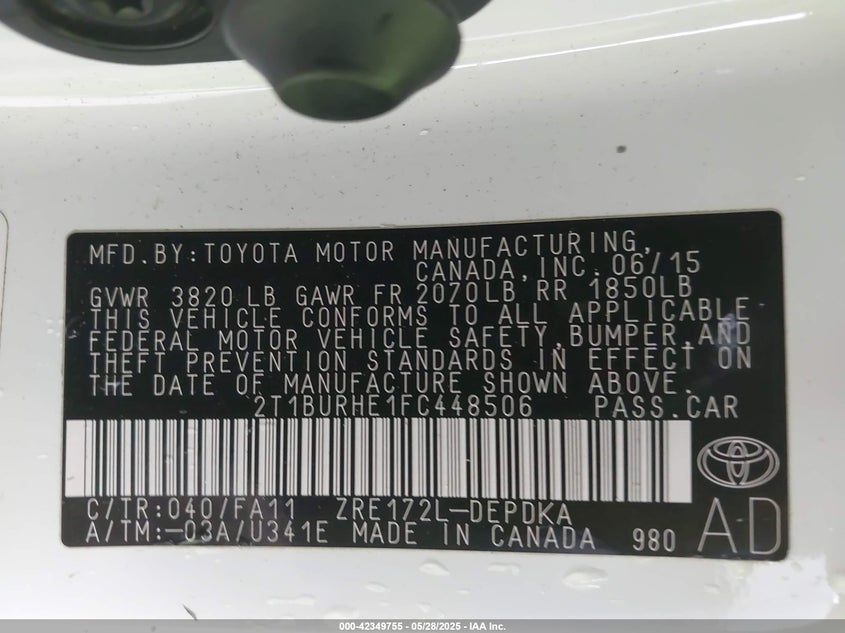 MFD.BY:TOYOTA MOTOR MANUFACTURING,
CANADA,INC. 06/15
GVWR 3820 LB GAWR FR 2070LB RR 1850LB
THIS VEHICLE CONFORMS TO ALL APPLICABLE
FEDERAL MOTOR VEHICLE SAFETY,BUMPER,AND
THEFT PREVENTION STANDARDS IN EFFECT ON
THE DATE OF MANUFACTURE SHOWN ABOVE.
2T1BURHE1FC448506 PASS.CAR
C/TR:040/FA11 ZRE172L-DEPDKA
A/TM:-03A/U341E MADE IN CANADA 980 AD
000-42349755 - 05/28/2025 - IAA Inc.